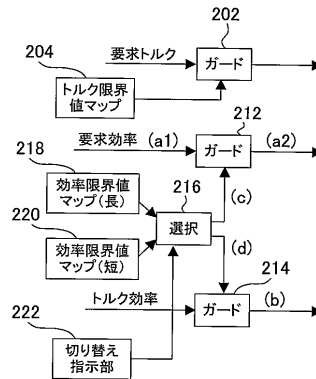 202
204
要求トルク
ガード
トルク限界
値マップ
212
218
要求効率
(a1)
ガード
(a2)
効率限界値
マップ(長)
216
(c)
220
選択
効率限界値
マップ(短)
(d)
214
トルク効率
ガード
(b)
222
切り替え
指示部